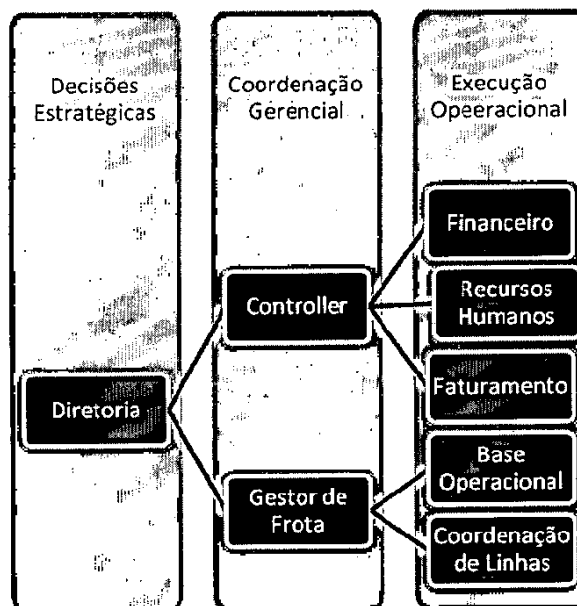 Decisões
Estratégicas
Coordenação
Gerencial
Execução
Opeeracional
Diretoria
Controller
Gestor de
Frota
Financeiro
Recursos
Humanos
Faturamento
Base
Operacional
Coordenação
de Linhas